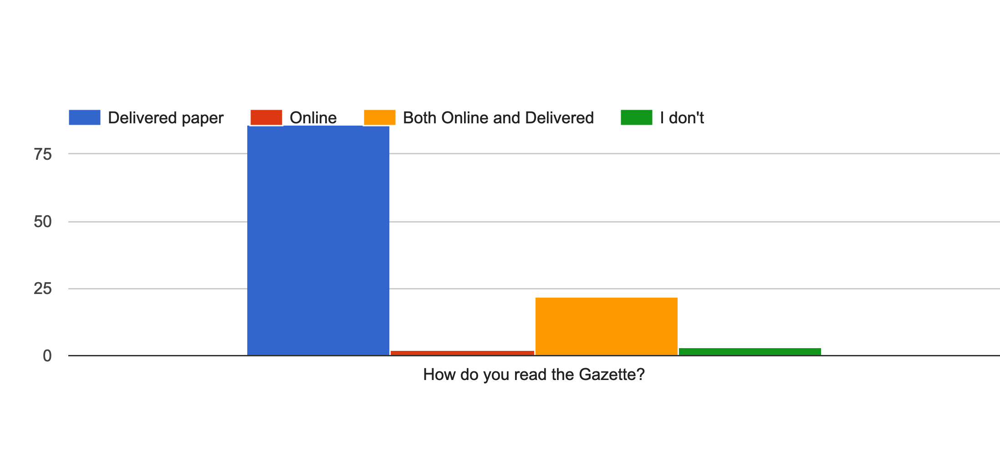 Delivered paper Online Both Online and Delivered I don't
75
50
25
0
How do you read the Gazette?